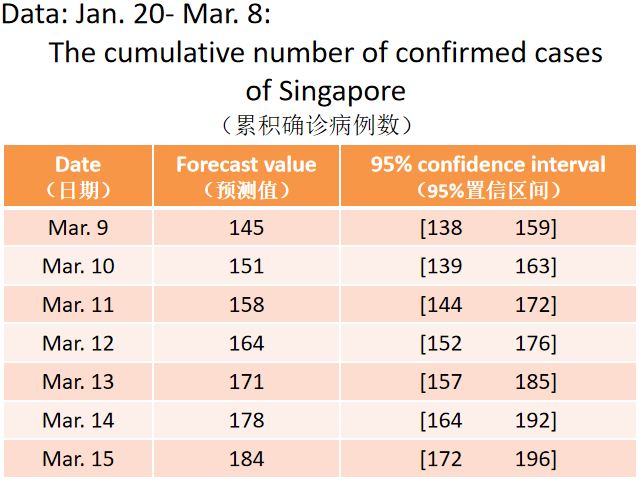 Data: Jan. 20- Mar. 8:
The cumulative number of confirmed cases
of Singapore
（累积确诊病例数）
Date Forecast value 95% confidence interval
（日期） （预测值） （95%置信区间）
Mar. 9 145 [138 159]
Mar. 10 151 [139 163]
Mar. 11 158 [144 172]
Mar. 12 164 [152 176]
Mar. 13 171 [157 185]
Mar. 14 178 [164 192]
Mar. 15 184 [172 196]